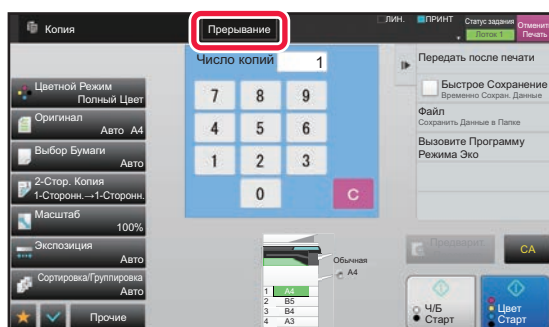 Копия
Прерывание
ЛИН.
ПРИНТ
Статус задания
Лоток 1
Отменит
Печать
Число копий
1
7 8 9
4 5 6
1 2 3
0
C
Цветной Режим
Полный Цвет
Оригинал
Авто A4
Выбор Бумаги
Авто
2-Стор. Копия
1-Сторонн.→1-Сторонн.
Масштаб
100%
Экспозиция
Авто
Сортировка/Группировка
Авто
Прочие
Обычная
A4
1 A4
2 B5
3 B4
4 A3
Передать после печати
Быстрое Сохранение
Временно Сохран. Данные
Файл
Сохранить Данные в Папке
Вызовите Программу
Режима Эко
Предварит.
CA
Ч/Б
Старт
Цвет
Старт